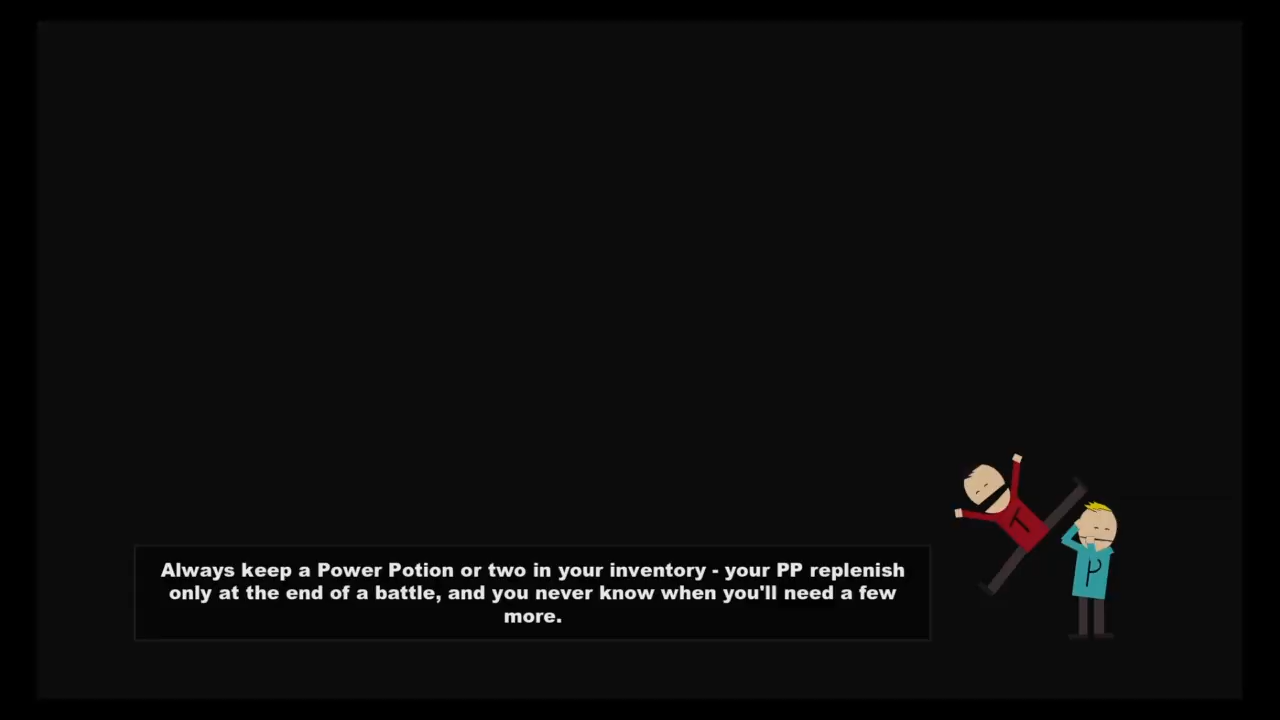 Always keep a Power Potion or two in your inventory - your PP replenish
only at the end of a battle, and you never know when you'll need a few
more.
T
P